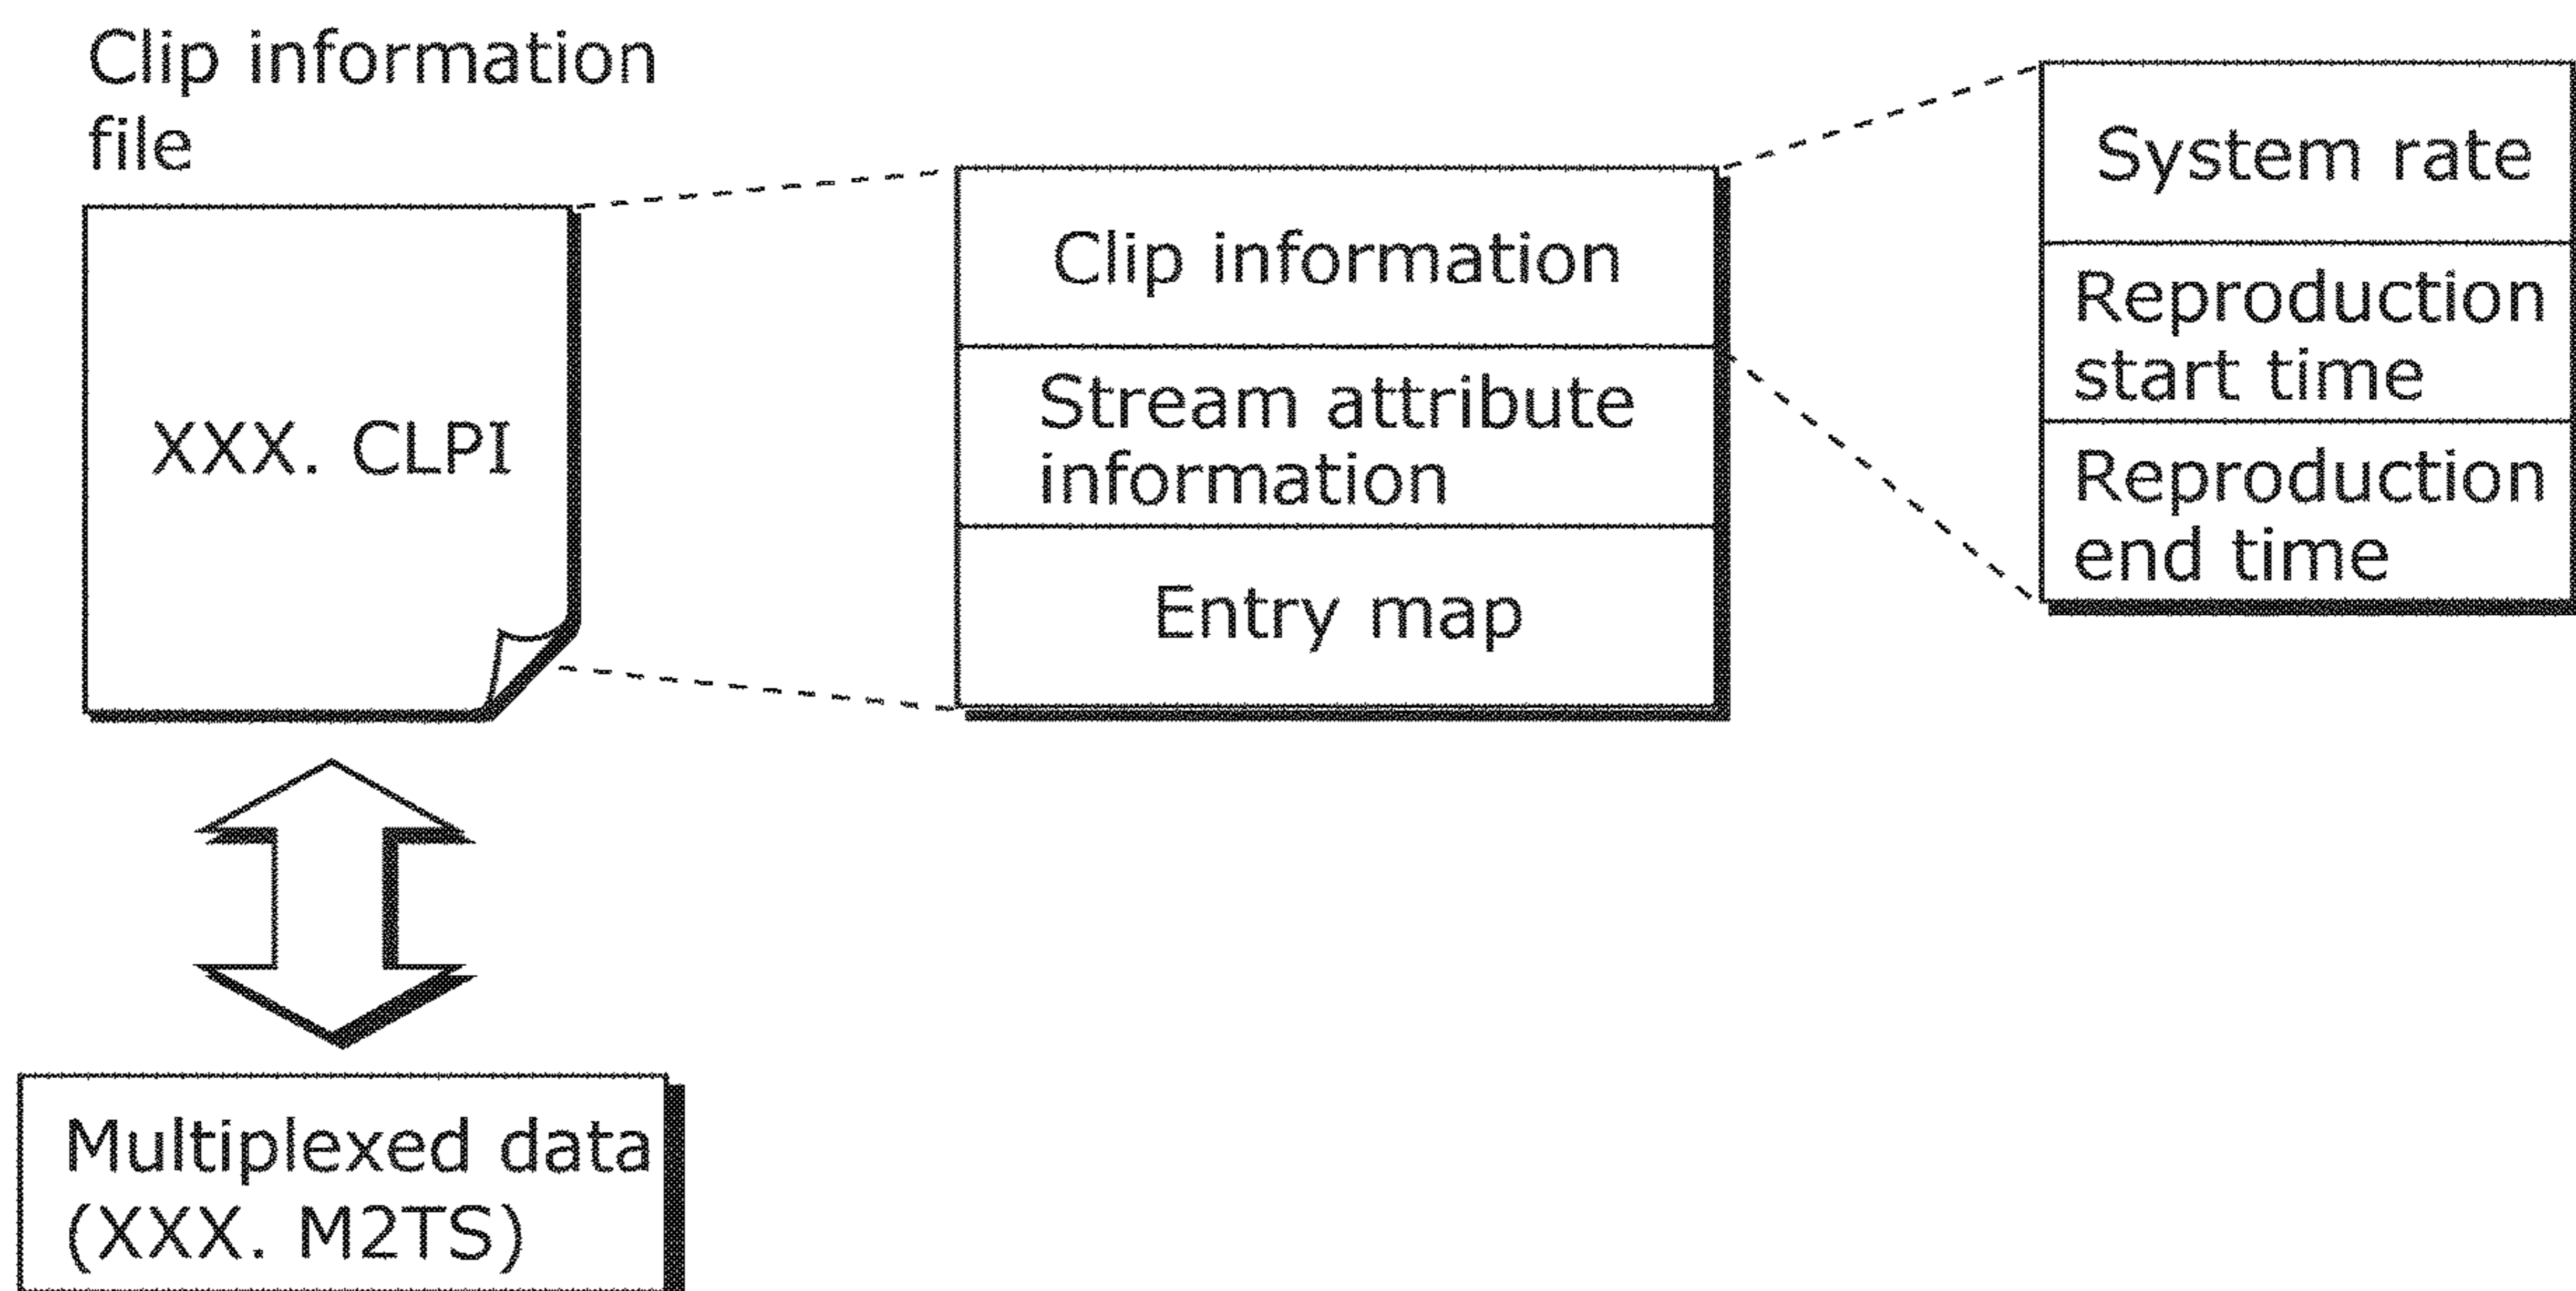 Clip information
file
XXX. CLPI
Clip information
Stream attribute
information
Entry map
System rate
Reproduction
start time
Reproduction
end time
Multiplexed data
(XXX. M2TS)